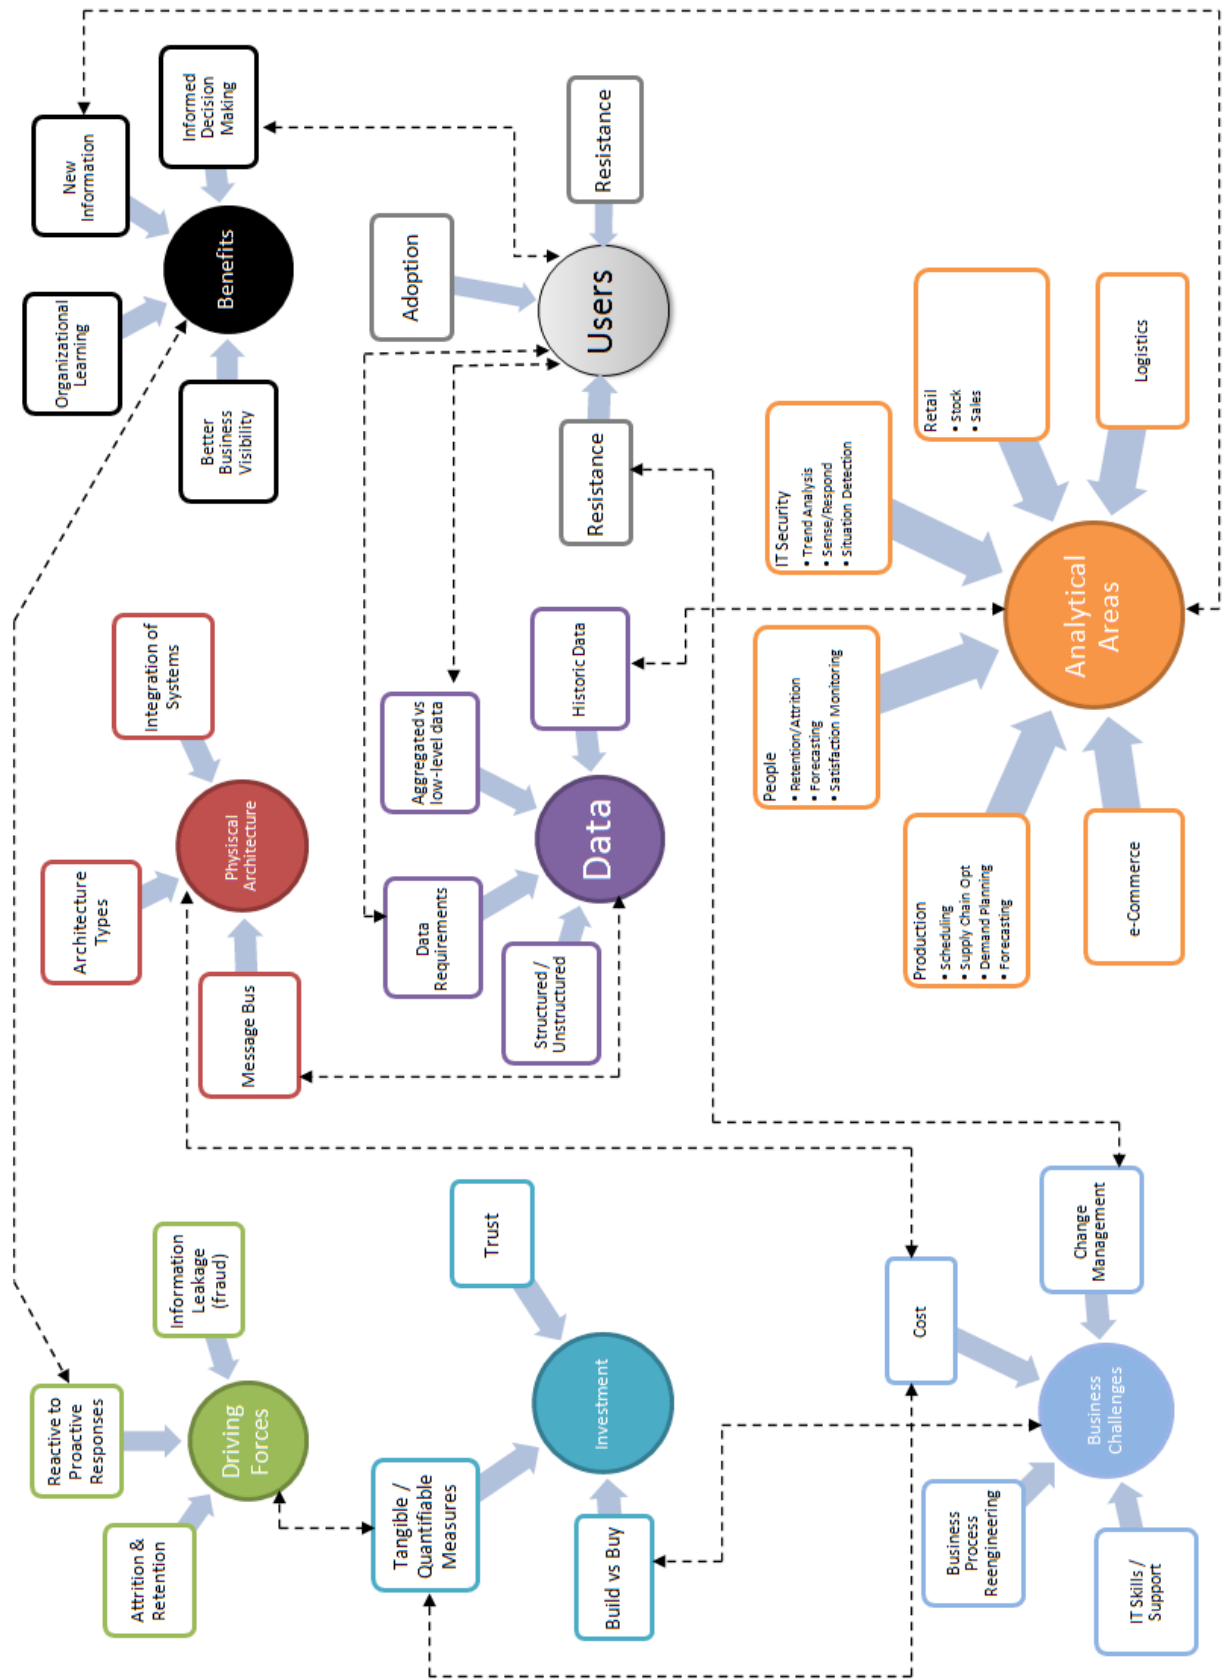 Attrition &
Retention
Reactive to
Proactive
Responses
Information
Leakage
(fraud)
Driving
Forces
Message Bus
Architecture
Types
Integration of
Systems
Physiscal
Architecture
Better
Business
Visibility
Organizational
Learning
New
Information
Informed
Decision
Making
Benefits
Tangible /
Quantifiable
Measures
Build vs Buy
Trust
Investment
Structured /
Unstructured
Data
Requirements
Aggregated vs
low-level data
Historic Data
Data
Resistance
Adoption
Resistance
Users
IT Skills /
Support
Business
Process
Reengineering
Cost
Change
Management
Business
Challenges
e-Commerce
Production
• Scheduling
• Supply Chain Opt
• Demand Planning
• Forecasting
People
• Retention/Attrition
• Forecasting
• Satisfaction Monitoring
IT Security
• Trend Analysis
• Sense/Respond
• Situation Detection
Retail
• Stock
• Sales
Logistics
Analytical
Areas